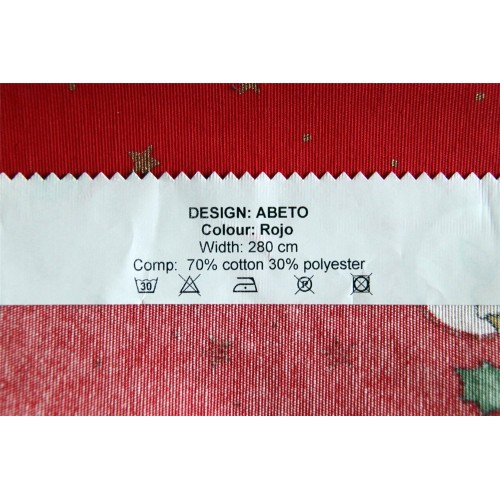 DESIGN: ABETO
Colour: Rojo
Width: 280 cm
Comp: 70% cotton 30% polyester
30